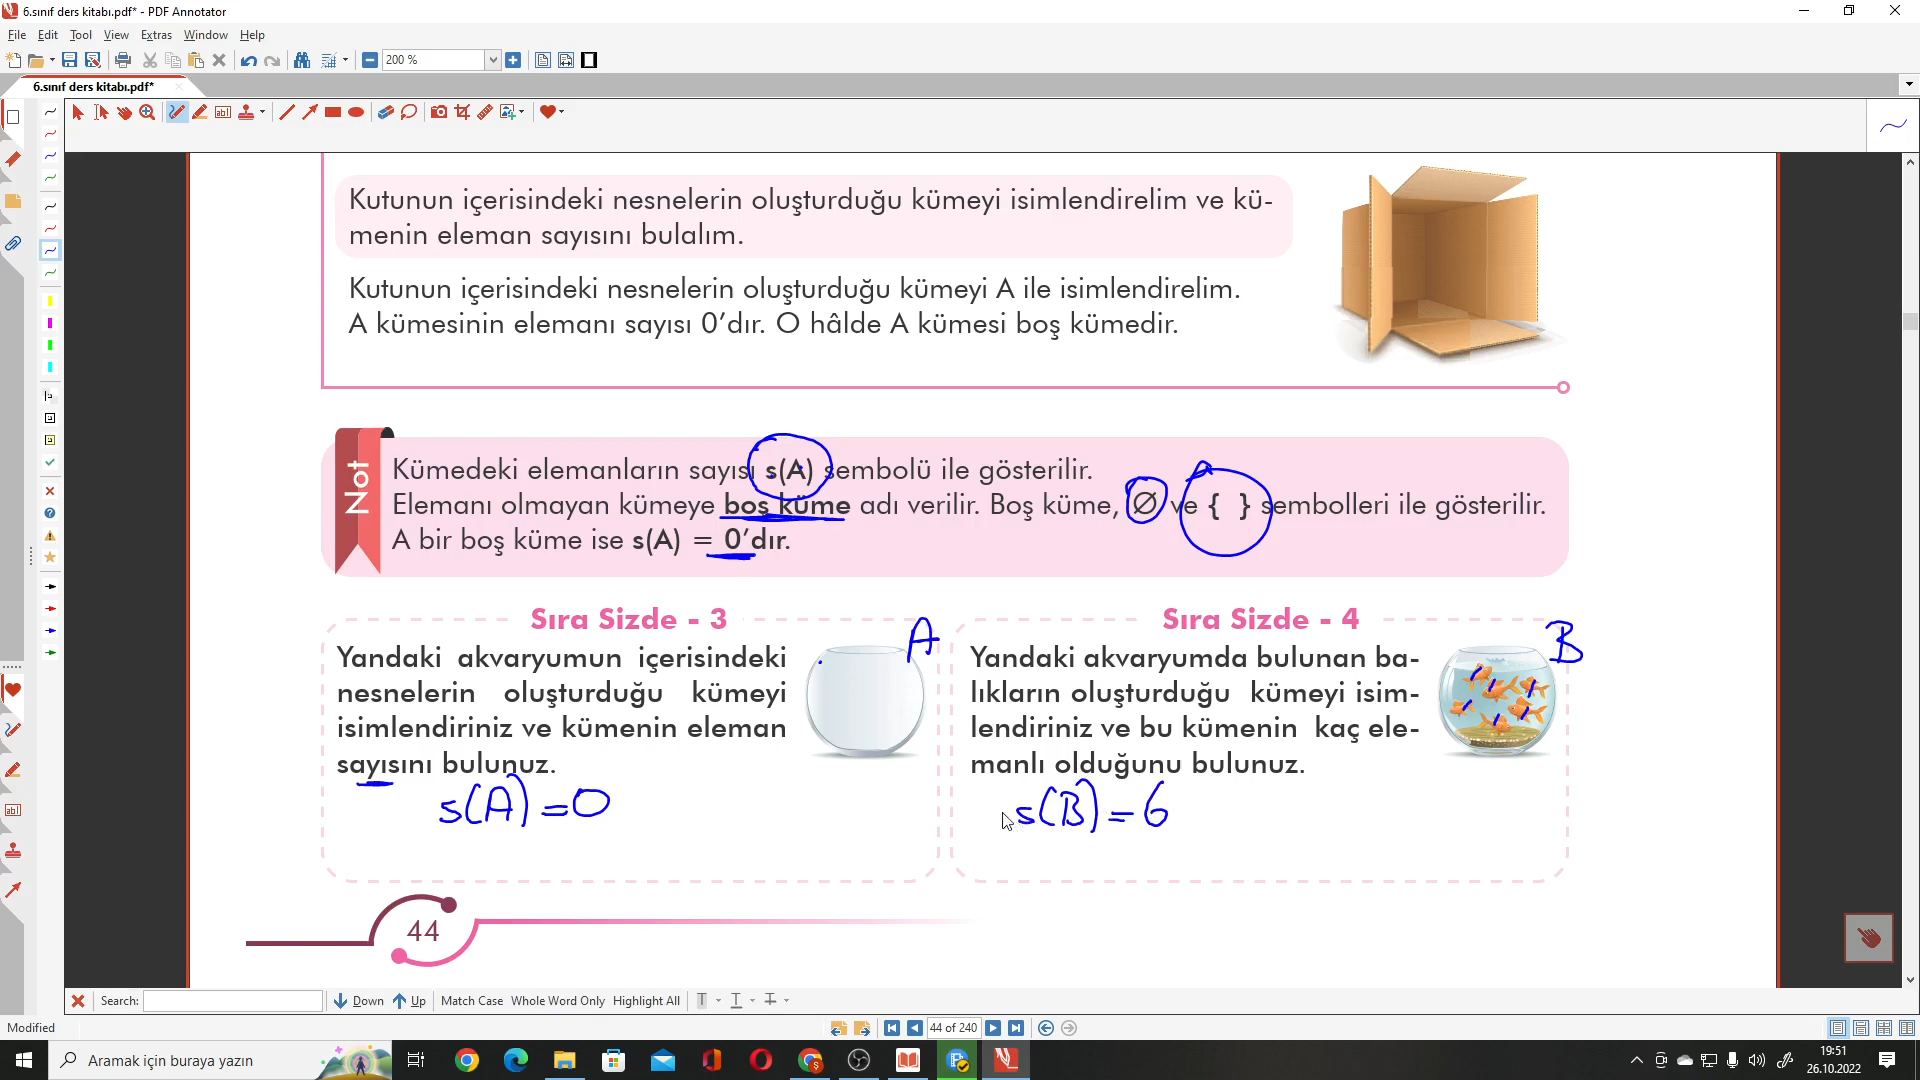 6.sınıf ders kitabı.pdf* - PDF Annotator
File Edit Tool View Extras Window Help
200 %
6.sınıf ders kitabı.pdf*
Kutunun içerisindeki nesnelerin oluşturduğu kümeyi isimlendirelim ve kü-
menin eleman sayısını bulalım.
Kutunun içerisindeki nesnelerin oluşturduğu kümeyi A ile isimlendirelim.
A kümesinin elemanı sayısı 0’dır. O hâlde A kümesi boş kümedir.
Not
Kümedeki elemanların sayısı s(A) sembolü ile gösterilir.
Elemanı olmayan kümeye boş küme adı verilir. Boş küme, Ø ve { } sembolleri ile gösterilir.
A bir boş küme ise s(A) = 0’dır.
Sıra Sizde - 3
A
Yandaki akvaryumun içerisindeki
nesnelerin oluşturduğu kümeyi
isimlendiriniz ve kümenin eleman
sayısını bulunuz.
s(A)=0
Sıra Sizde - 4
B
Yandaki akvaryumda bulunan ba-
lıkların oluşturduğu kümeyi isim-
lendiriniz ve bu kümenin kaç ele-
manlı olduğunu bulunuz.
s(B)=6
44
Search: Down Up Match Case Whole Word Only Highlight All
Modified
44 of 240
Aramak için buraya yazın
19:51
26.10.2022